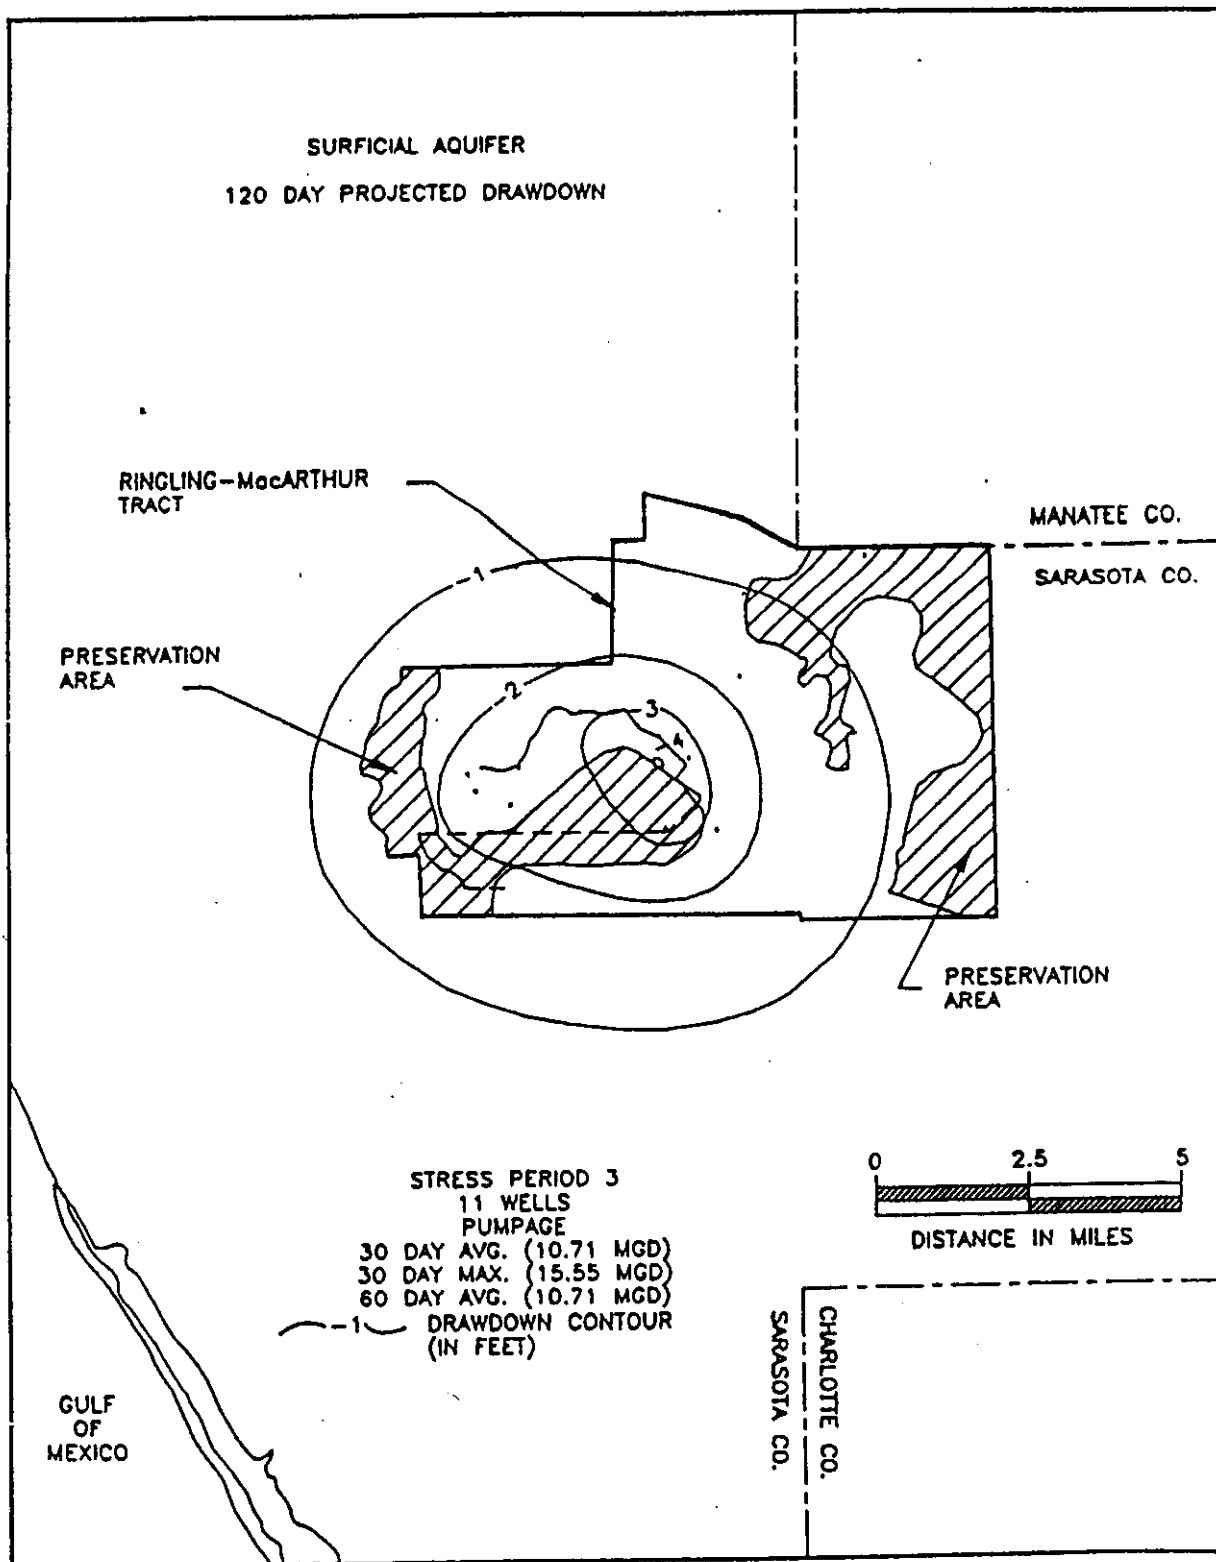 SURFICIAL AQUIFER
120 DAY PROJECTED DRAWDOWN
RINGLING-MacARTHUR
TRACT
MANATEE CO.
SARASOTA CO.
PRESERVATION
AREA
1
2
3
4
PRESERVATION
AREA
STRESS PERIOD 3
11 WELLS
PUMPAGE
30 DAY AVG. (10.71 MGD)
30 DAY MAX. (15.55 MGD)
60 DAY AVG. (10.71 MGD)
1 DRAWDOWN CONTOUR
(IN FEET)
0 2.5 5
DISTANCE IN MILES
SARASOTA CO.
CHARLOTTE CO.
GULF
OF
MEXICO